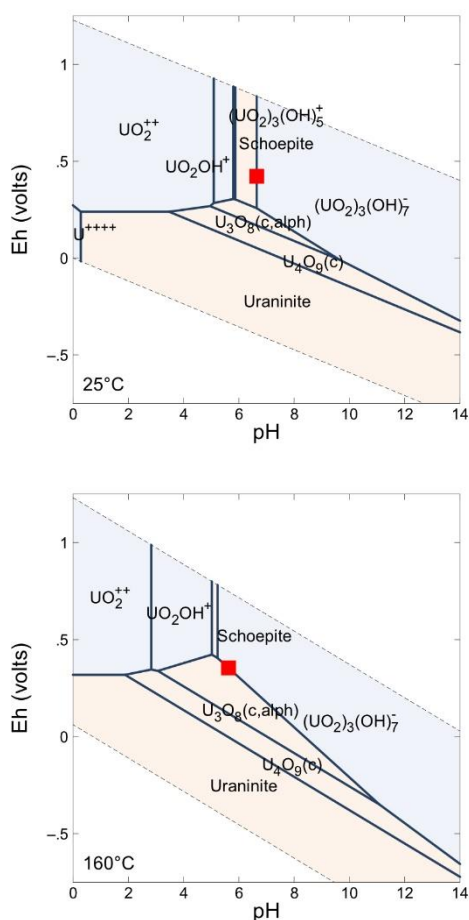 1
.5
0
–.5
Eh (volts)
UO₂⁺⁺
UO₂OH⁺
(UO₂)₃(OH)₅⁺
Schoepite
(UO₂)₃(OH)₇⁻
U⁺⁺⁺⁺
U₃O₈(c,alph)
U₄O₉(c)
Uraninite
25°C
0 2 4 6 8 10 12 14
pH
1
.5
0
–.5
Eh (volts)
UO₂⁺⁺
UO₂OH⁺
Schoepite
(UO₂)₃(OH)₇⁻
U₃O₈(c,alph)
U₄O₉(c)
Uraninite
160°C
0 2 4 6 8 10 12 14
pH